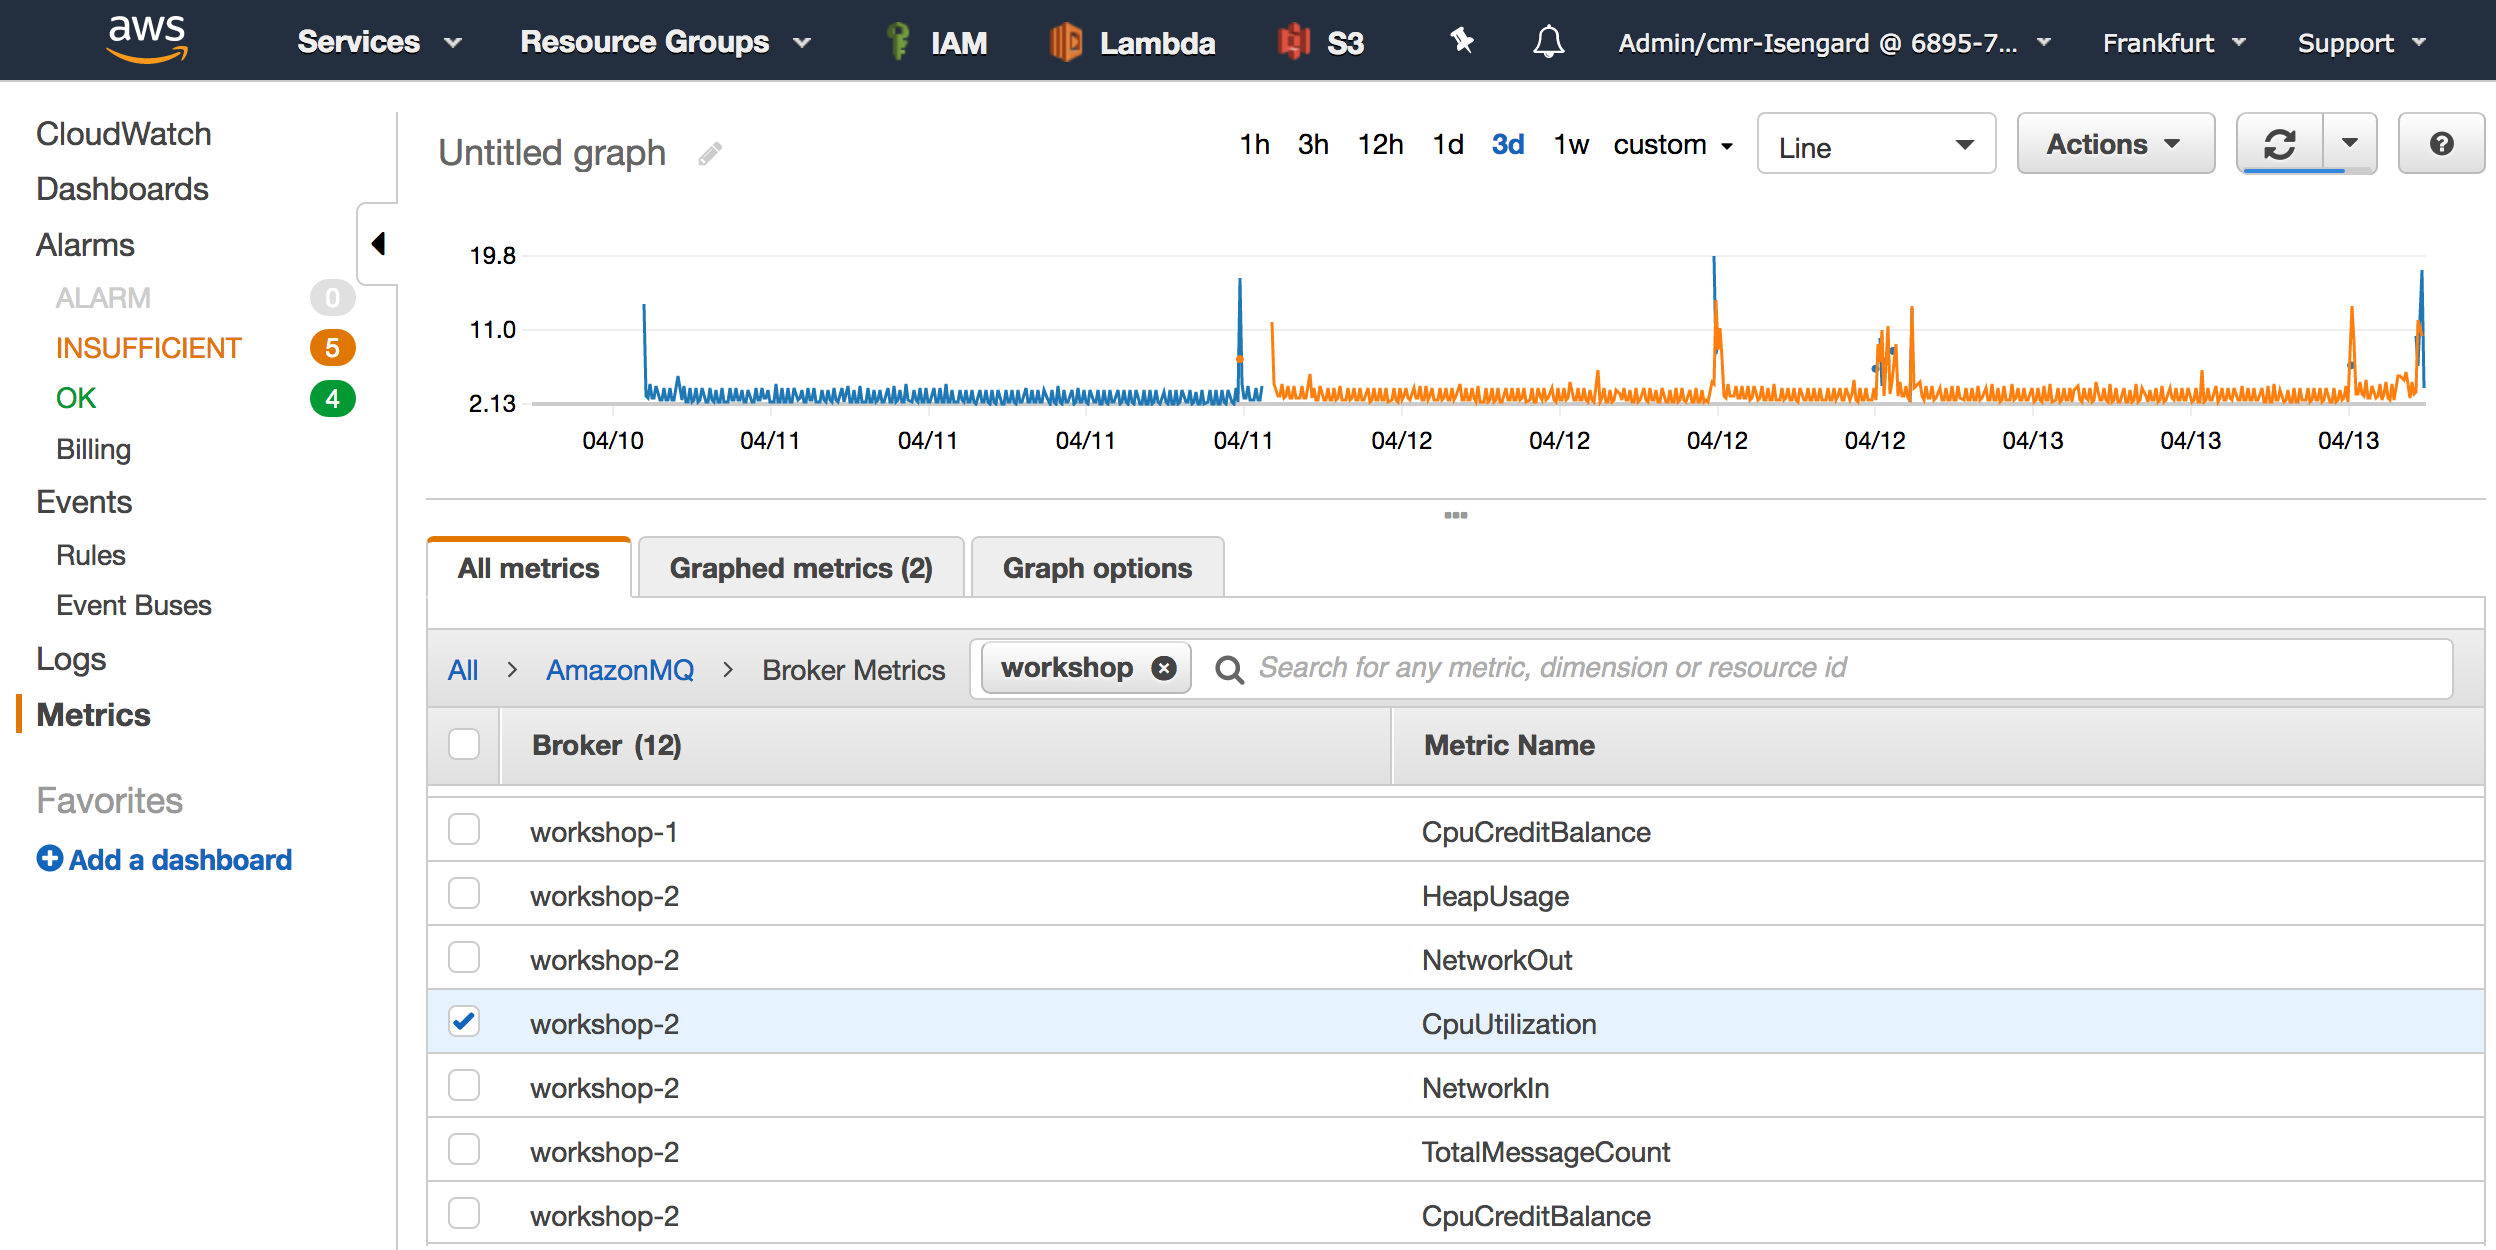 aws Services Resource Groups IAM Lambda S3 Admin/cmr-Isengard @ 6895-7... Frankfurt Support
CloudWatch
Dashboards
Alarms
ALARM 0
INSUFFICIENT 5
OK 4
Billing
Events
Rules
Event Buses
Logs
Metrics
Favorites
Add a dashboard
Untitled graph 1h 3h 12h 1d 3d 1w custom Line Actions ?
19.8
11.0
2.13
04/10 04/11 04/11 04/11 04/11 04/12 04/12 04/12 04/12 04/13 04/13 04/13
All metrics Graphed metrics (2) Graph options
All > AmazonMQ > Broker Metrics workshop Search for any metric, dimension or resource id
Broker (12) Metric Name
workshop-1 CpuCreditBalance
workshop-2 HeapUsage
workshop-2 NetworkOut
workshop-2 CpuUtilization
workshop-2 NetworkIn
workshop-2 TotalMessageCount
workshop-2 CpuCreditBalance